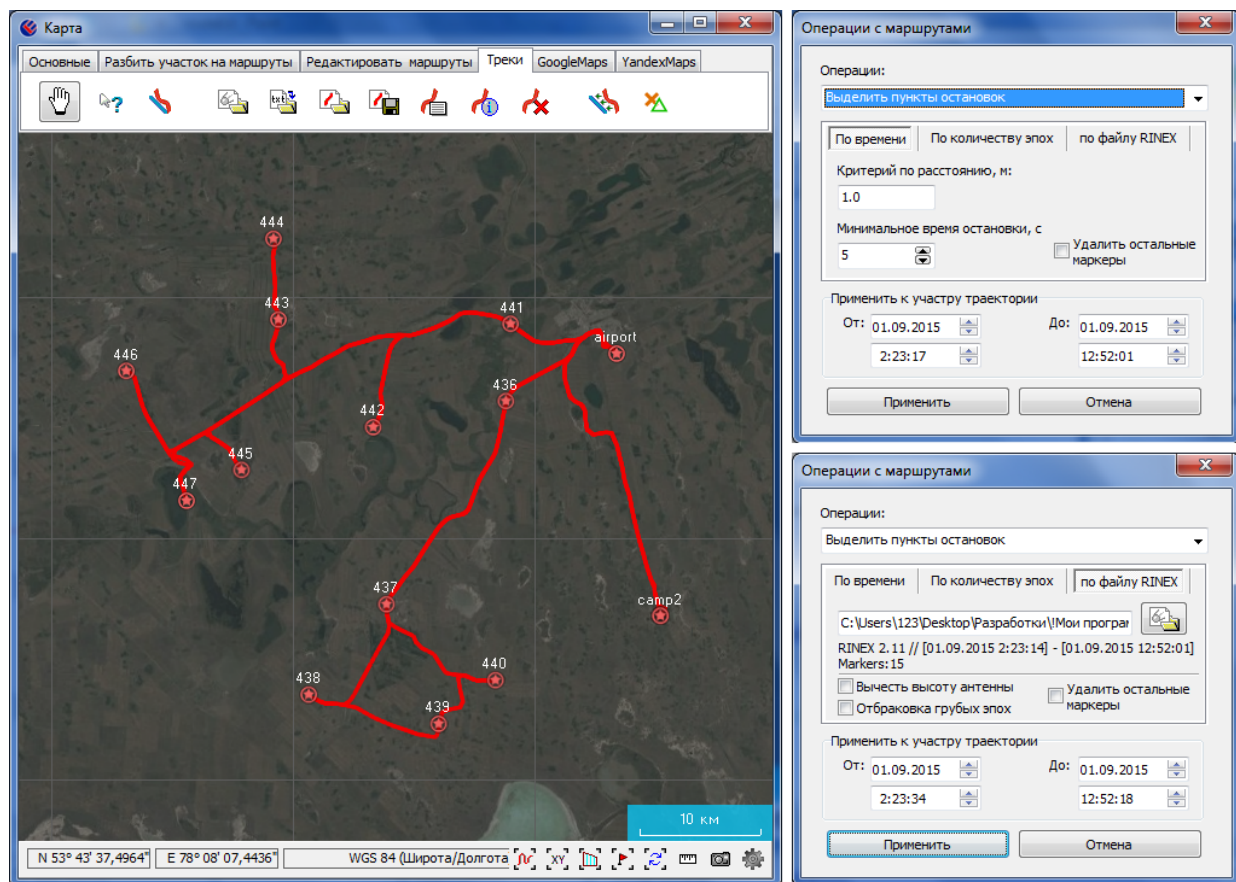 Карта
Основные
Разбить участок на маршруты
Редактировать маршруты
Треки
GoogleMaps
YandexMaps
txt
444
443
441
airport
446
436
442
445
447
437
camp2
440
438
439
10 км
N 53° 43' 37,4964"
E 78° 08' 07,4436"
WGS 84 (Широта/Долгота
XY
Операции с маршрутами
Операции:
Выделить пункты остановок
По времени
По количеству эпох
по файлу RINEX
Критерий по расстоянию, м:
1.0
Минимальное время остановки, с
5
Удалить остальные
маркеры
Применить к участру траектории
От: 01.09.2015
До: 01.09.2015
2:23:17
12:52:01
Применить
Отмена
Операции с маршрутами
Операции:
Выделить пункты остановок
По времени
По количеству эпох
по файлу RINEX
C:\Users\123\Desktop\Разработки\!Мои програм
RINEX 2.11 // [01.09.2015 2:23:14] - [01.09.2015 12:52:01]
Markers:15
Вычесть высоту антенны
Отбраковка грубых эпох
Удалить остальные
маркеры
Применить к участру траектории
От: 01.09.2015
До: 01.09.2015
2:23:34
12:52:18
Применить
Отмена